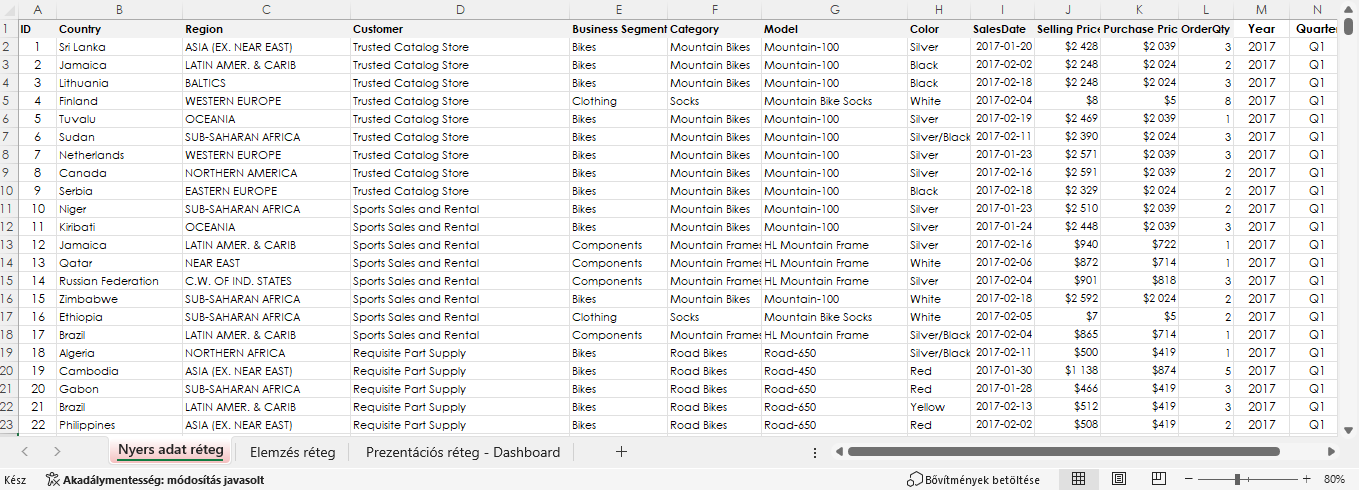 A B C D E F G H I J K L M N
1 ID Country Region Customer Business Segment Category Model Color SalesDate Selling Price Purchase Pric OrderQty Year Quarter
2 1 Sri Lanka ASIA (EX. NEAR EAST) Trusted Catalog Store Bikes Mountain Bikes Mountain-100 Silver 2017-01-20 $2 428 $2 039 3 2017 Q1
3 2 Jamaica LATIN AMER. & CARIB Trusted Catalog Store Bikes Mountain Bikes Mountain-100 Black 2017-02-02 $2 248 $2 024 2 2017 Q1
4 3 Lithuania BALTICS Trusted Catalog Store Bikes Mountain Bikes Mountain-100 Black 2017-02-18 $2 248 $2 024 3 2017 Q1
5 4 Finland WESTERN EUROPE Trusted Catalog Store Clothing Socks Mountain Bike Socks White 2017-02-04 $8 $5 8 2017 Q1
6 5 Tuvalu OCEANIA Trusted Catalog Store Bikes Mountain Bikes Mountain-100 Silver 2017-02-19 $2 469 $2 039 1 2017 Q1
7 6 Sudan SUB-SAHARAN AFRICA Trusted Catalog Store Bikes Mountain Bikes Mountain-100 Silver/Black 2017-02-11 $2 390 $2 024 3 2017 Q1
8 7 Netherlands WESTERN EUROPE Trusted Catalog Store Bikes Mountain Bikes Mountain-100 Silver 2017-01-23 $2 571 $2 039 3 2017 Q1
9 8 Canada NORTHERN AMERICA Trusted Catalog Store Bikes Mountain Bikes Mountain-100 Silver 2017-02-16 $2 591 $2 039 2 2017 Q1
10 9 Serbia EASTERN EUROPE Trusted Catalog Store Bikes Mountain Bikes Mountain-100 Black 2017-02-18 $2 329 $2 024 2 2017 Q1
11 10 Niger SUB-SAHARAN AFRICA Sports Sales and Rental Bikes Mountain Bikes Mountain-100 Silver 2017-01-23 $2 510 $2 039 2 2017 Q1
12 11 Kiribati OCEANIA Sports Sales and Rental Bikes Mountain Bikes Mountain-100 Silver 2017-01-24 $2 448 $2 039 3 2017 Q1
13 12 Jamaica LATIN AMER. & CARIB Sports Sales and Rental Components Mountain Frames HL Mountain Frame Silver 2017-02-16 $940 $722 1 2017 Q1
14 13 Qatar NEAR EAST Sports Sales and Rental Components Mountain Frames HL Mountain Frame White 2017-02-06 $872 $714 1 2017 Q1
15 14 Russian Federation C.W. OF IND. STATES Sports Sales and Rental Components Mountain Frames HL Mountain Frame Silver 2017-02-04 $901 $818 3 2017 Q1
16 15 Zimbabwe SUB-SAHARAN AFRICA Sports Sales and Rental Bikes Mountain Bikes Mountain-100 White 2017-02-18 $2 592 $2 024 2 2017 Q1
17 16 Ethiopia SUB-SAHARAN AFRICA Sports Sales and Rental Clothing Socks Mountain Bike Socks White 2017-02-05 $7 $5 2 2017 Q1
18 17 Brazil LATIN AMER. & CARIB Sports Sales and Rental Components Mountain Frames HL Mountain Frame Silver/Black 2017-02-04 $865 $714 1 2017 Q1
19 18 Algeria NORTHERN AFRICA Requisite Part Supply Bikes Road Bikes Road-650 Silver/Black 2017-02-11 $500 $419 1 2017 Q1
20 19 Cambodia ASIA (EX. NEAR EAST) Requisite Part Supply Bikes Road Bikes Road-450 Red 2017-01-30 $1 138 $874 5 2017 Q1
21 20 Gabon SUB-SAHARAN AFRICA Requisite Part Supply Bikes Road Bikes Road-650 Red 2017-01-28 $466 $419 3 2017 Q1
22 21 Brazil LATIN AMER. & CARIB Requisite Part Supply Bikes Road Bikes Road-650 Yellow 2017-02-13 $512 $419 3 2017 Q1
23 22 Philippines ASIA (EX. NEAR EAST) Requisite Part Supply Bikes Road Bikes Road-650 Red 2017-02-02 $508 $419 2 2017 Q1
Nyers adat réteg Elemzés réteg Prezentációs réteg - Dashboard
Kész Akadálymentesség: módosítás javasolt Bővítmények betöltése 80%